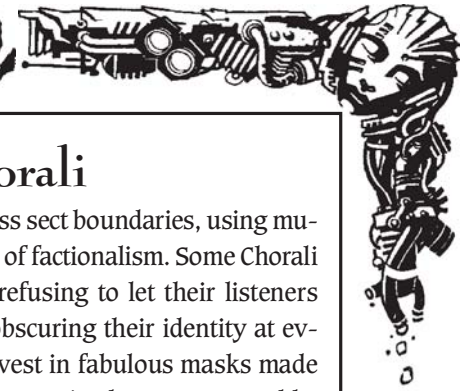 orali
ss sect boundaries, using mu-
of factionalism. Some Chorali
refusing to let their listeners
obscuring their identity at ev-
vest in fabulous masks made